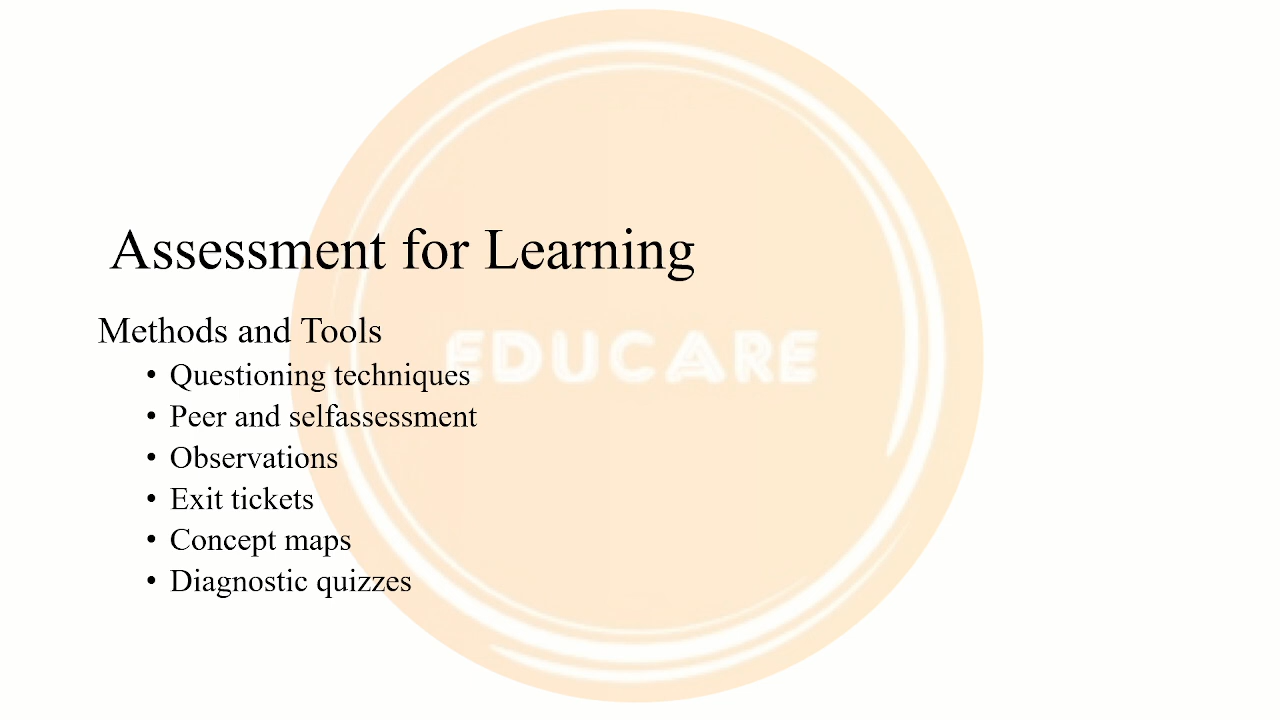 Assessment for Learning
EDUCARE
Methods and Tools
• Questioning techniques
• Peer and selfassessment
• Observations
• Exit tickets
• Concept maps
• Diagnostic quizzes